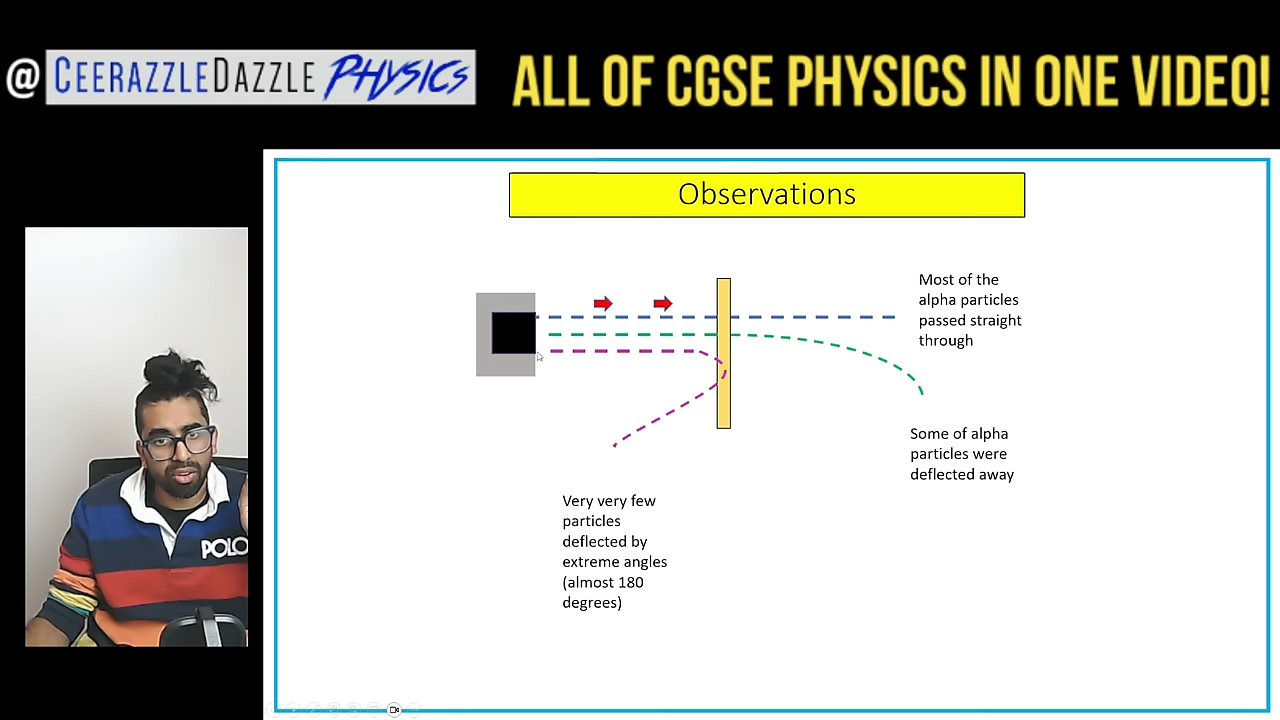 @ CEERAZZLEDAZZLE PHYSICS
ALL OF CGSE PHYSICS IN ONE VIDEO!
Observations
Most of the
alpha particles
passed straight
through
Some of alpha
particles were
deflected away
Very very few
particles
deflected by
extreme angles
(almost 180
degrees)
POLO